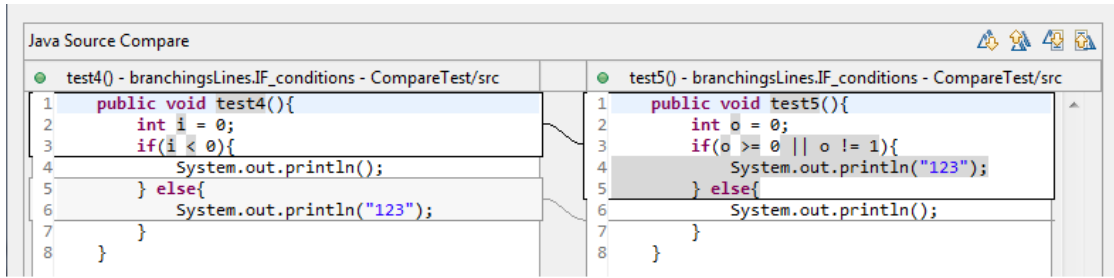 Java Source Compare
test4() - branchingsLines.IF_conditions - CompareTest/src
1 public void test4(){
2 int i = 0;
3 if(i < 0){
4 System.out.println();
5 } else{
6 System.out.println("123");
7 }
8 }
test5() - branchingsLines.IF_conditions - CompareTest/src
1 public void test5(){
2 int o = 0;
3 if(o >= 0 || o != 1){
4 System.out.println("123");
5 } else{
6 System.out.println();
7 }
8 }